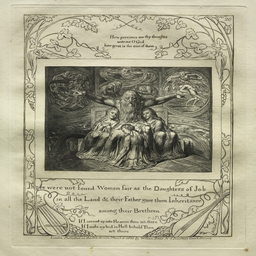 How precious are thy thoughts
unto me O God
how great is the sum of them
There were not found Women fair as the Daughters of Job
in all the Land & their Father gave them Inheritance
among their Brethren
If I ascend up into Heaven thou art there
If I make my bed in Hell behold Thou
art there